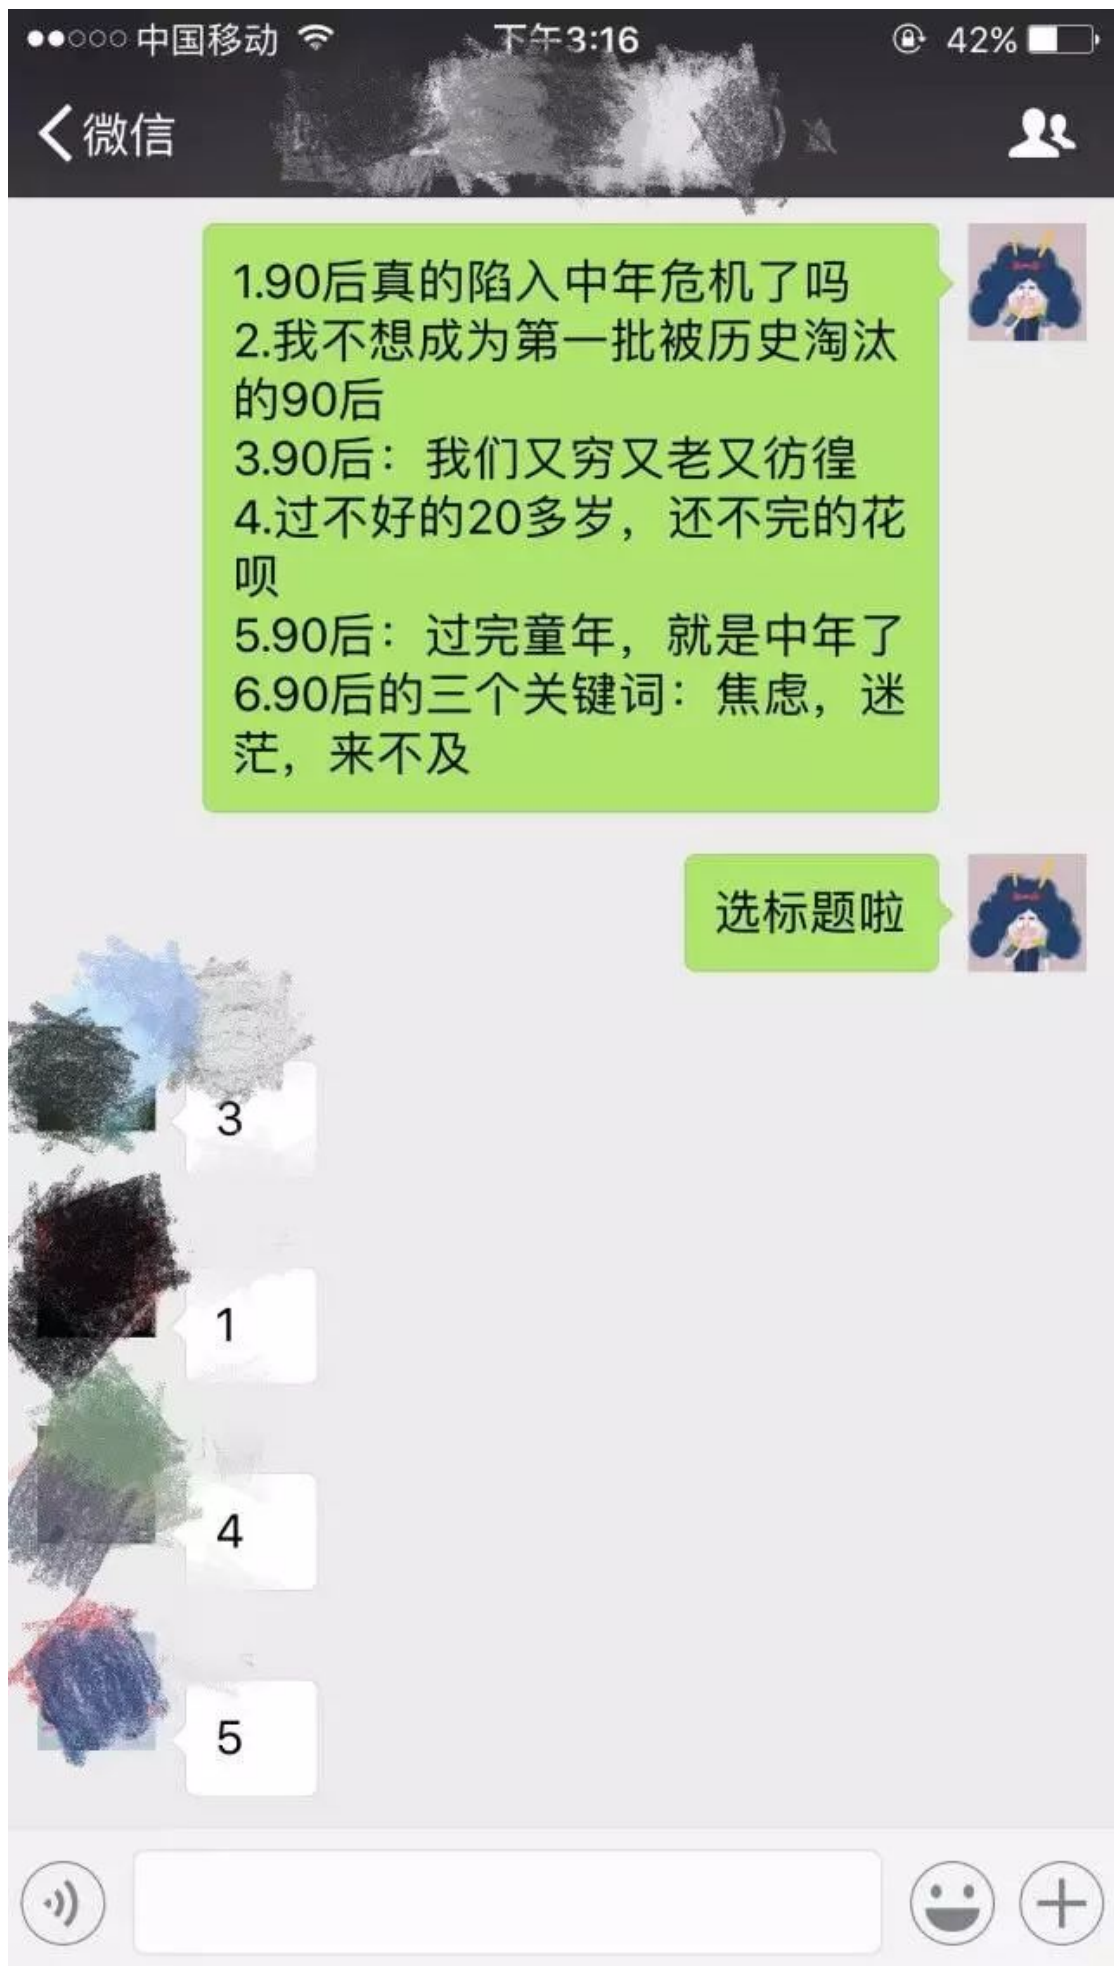 中国移动 下午3:16 42%
微信
1.90后真的陷入中年危机了吗
2.我不想成为第一批被历史淘汰
的90后
3.90后：我们又穷又老又彷徨
4.过不好的20多岁，还不完的花
呗
5.90后：过完童年，就是中年了
6.90后的三个关键词：焦虑，迷
茫，来不及
选标题啦
3
1
4
5